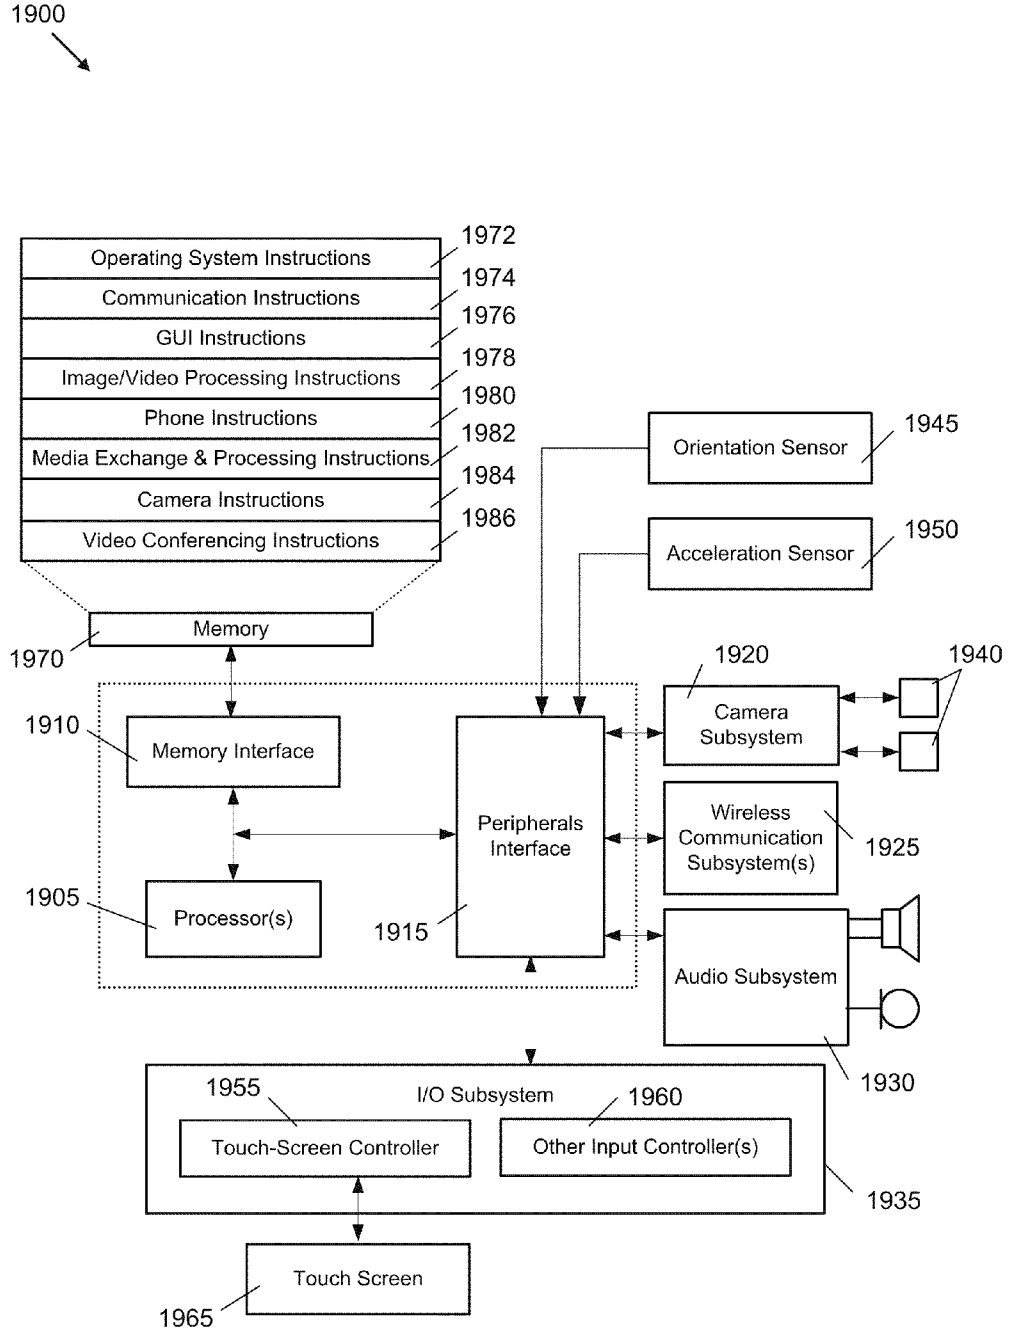 1900
Operating System Instructions
1972
Communication Instructions
1974
GUI Instructions
1976
Image/Video Processing Instructions
1978
Phone Instructions
1980
Media Exchange & Processing Instructions
1982
Camera Instructions
1984
Video Conferencing Instructions
1986
Orientation Sensor
1945
Acceleration Sensor
1950
Memory
1970
1910
Memory Interface
1905
Processor(s)
Peripherals
Interface
1915
1920
Camera
Subsystem
1940
Wireless
Communication
Subsystem(s)
1925
Audio Subsystem
1930
I/O Subsystem
1955
Touch-Screen Controller
1960
Other Input Controller(s)
1935
Touch Screen
1965